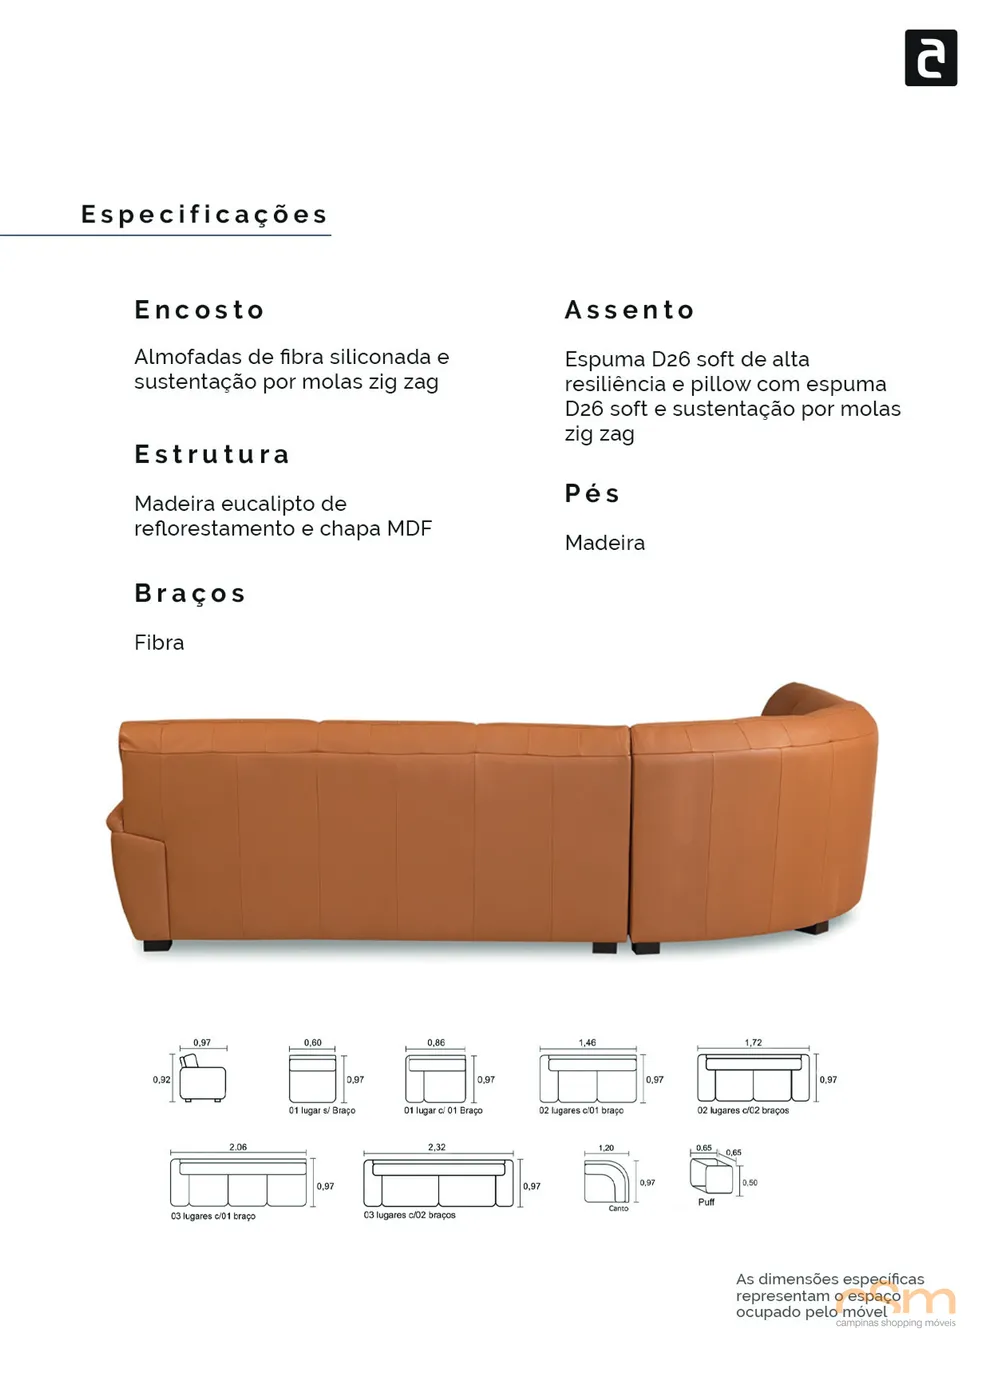 Especificações
Encosto
Almofadas de fibra siliconada e
sustentação por molas zig zag
Estrutura
Madeira eucalipto de
reflorestamento e chapa MDF
Braços
Fibra
Assento
Espuma D26 soft de alta
resiliência e pillow com espuma
D26 soft e sustentação por molas
zig zag
Pés
Madeira
0,97
0,92
0,60
0,97
01 lugar s/ Braço
0,86
0,97
01 lugar c/ 01 Braço
1,46
0,97
02 lugares c/01 braço
1,72
0,97
02 lugares c/02 braços
2.06
0,97
03 lugares c/01 braço
2,32
0,97
03 lugares c/02 braços
1,20
0,97
Canto
0.65
0,65
0,50
Puff
As dimensões específicas
representam o espaço
ocupado pelo móvel
csm
campinas shopping móveis